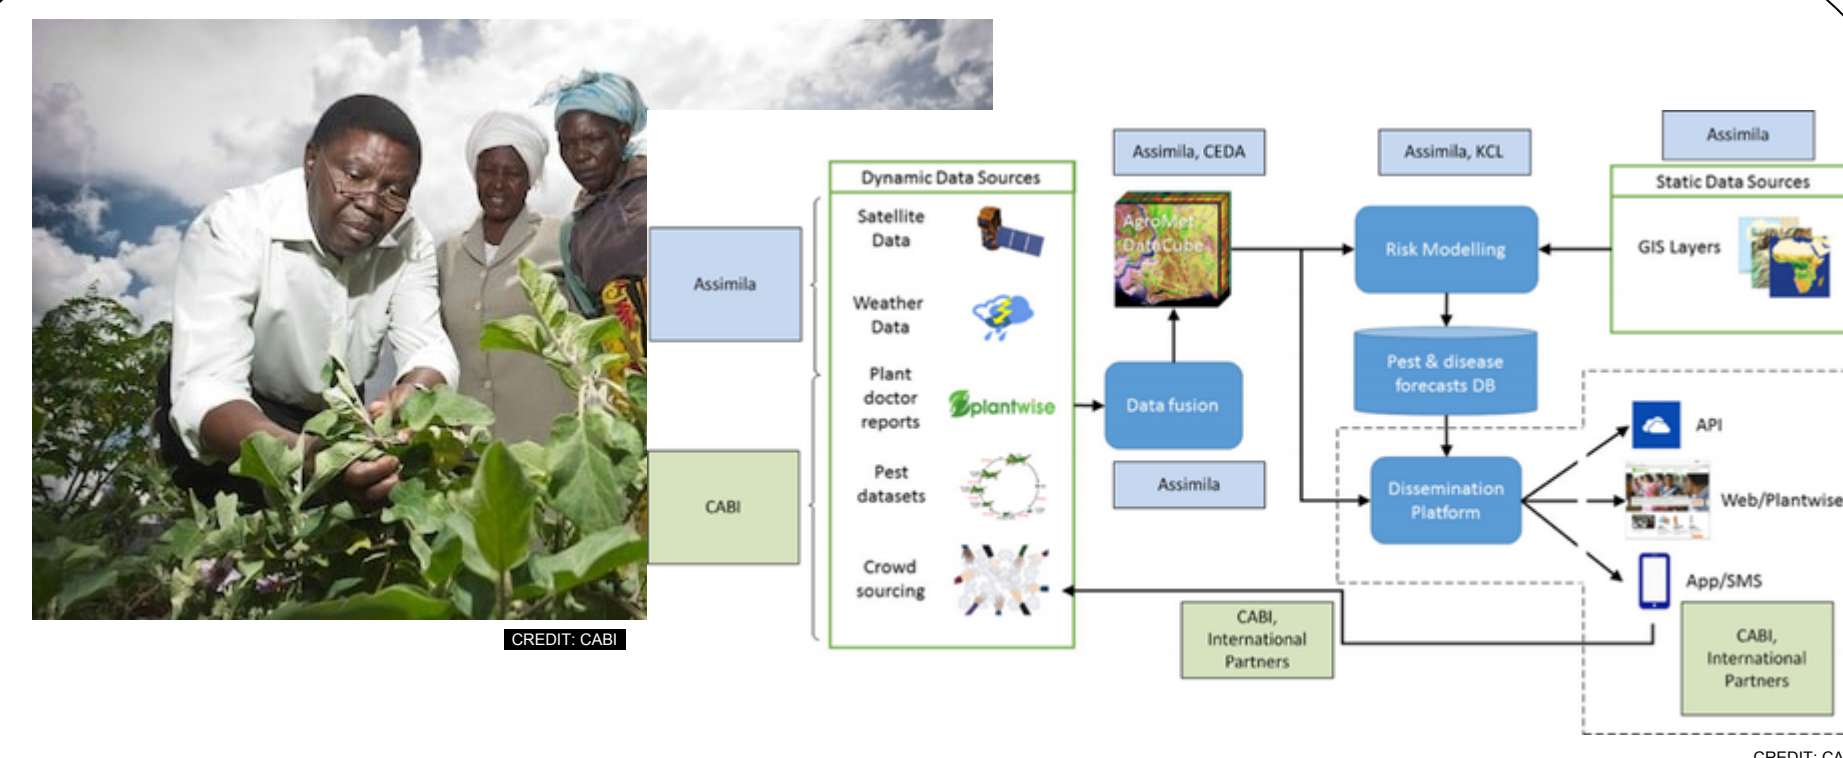 CREDIT: CABI
Assimila
CABI
Dynamic Data Sources
Satellite
Data
Weather
Data
Plant
doctor
reports
plantwise
Pest
datasets
Crowd
sourcing
Assimila, CEDA
AgroMet
DataCube
Data fusion
Assimila
Assimila, KCL
Risk Modelling
Pest & disease
forecasts DB
Dissemination
Platform
Assimila
Static Data Sources
GIS Layers
API
Web/Plantwise
App/SMS
CABI,
International
Partners
CABI,
International
Partners
CREDIT: CA